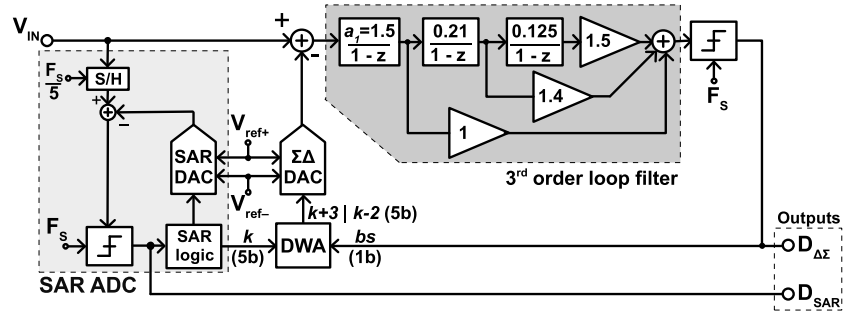 V_IN
F_S
5
S/H
+
−
+
-
a₁=1.5
1 - z
0.21
1 - z
0.125
1 - z
1.5
1.4
1
+
F_S
3rd order loop filter
SAR
DAC
V_ref+
V_ref−
ΣΔ
DAC
k+3 | k-2 (5b)
F_S
SAR
logic
k
(5b)
DWA
bs
(1b)
SAR ADC
Outputs
D_ΔΣ
D_SAR